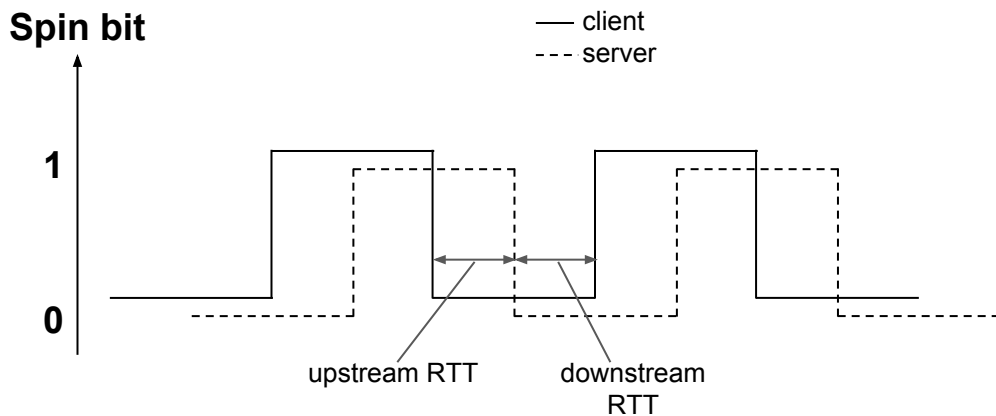 Spin bit
client
server
1
0
upstream RTT
downstream
RTT